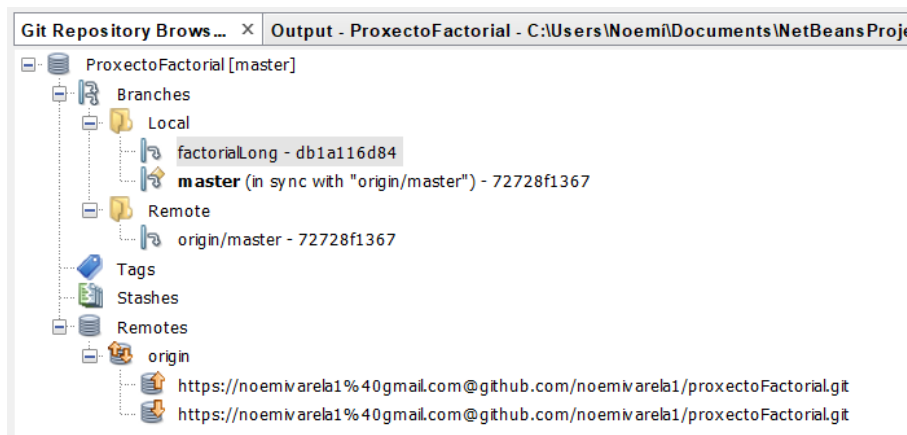 Git Repository Brows... × Output - ProxectoFactorial - C:\Users\Noemi\Documents\NetBeansProje
ProxectoFactorial [master]
Branches
Local
factorialLong - db1a116d84
master (in sync with "origin/master") - 72728f1367
Remote
origin/master - 72728f1367
Tags
Stashes
Remotes
origin
https://noemivarela1%40gmail.com@github.com/noemivarela1/proxectoFactorial.git
https://noemivarela1%40gmail.com@github.com/noemivarela1/proxectoFactorial.git